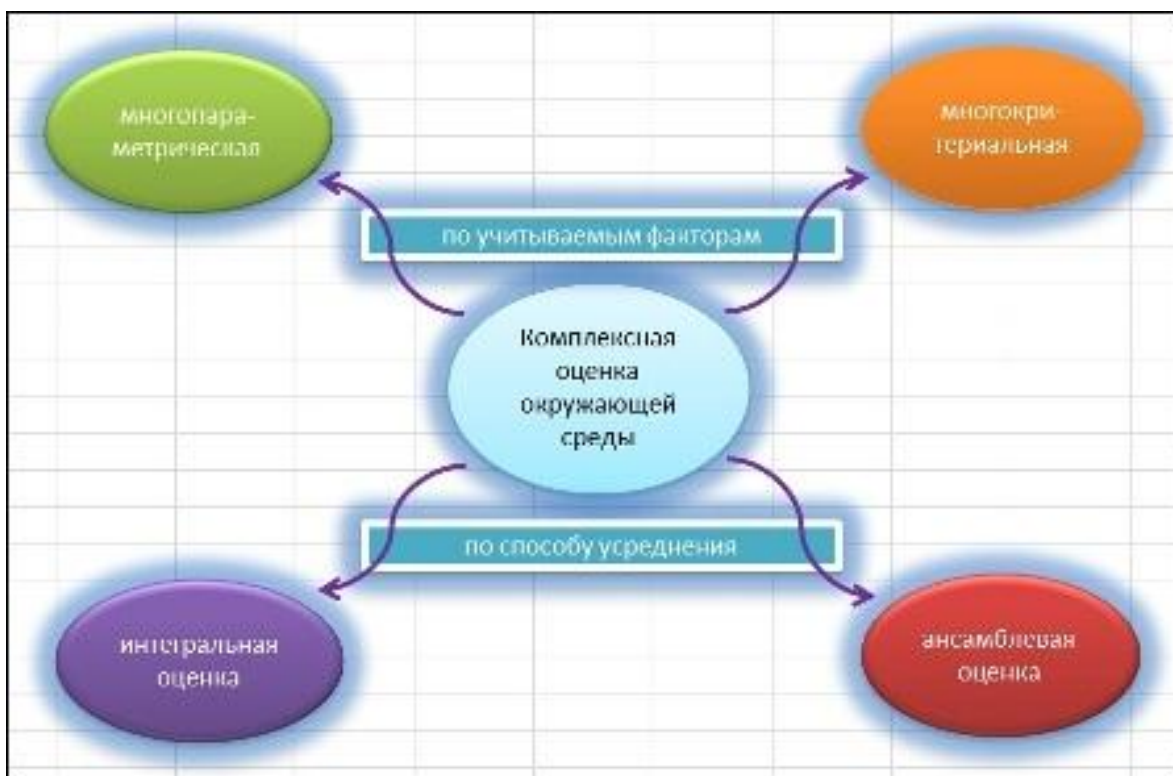 многопара-
метрическая
многокри-
териальная
по учитываемым факторам
Комплексная
оценка
окружающей
среды
по способу усреднения
интегральная
оценка
ансамблевая
оценка